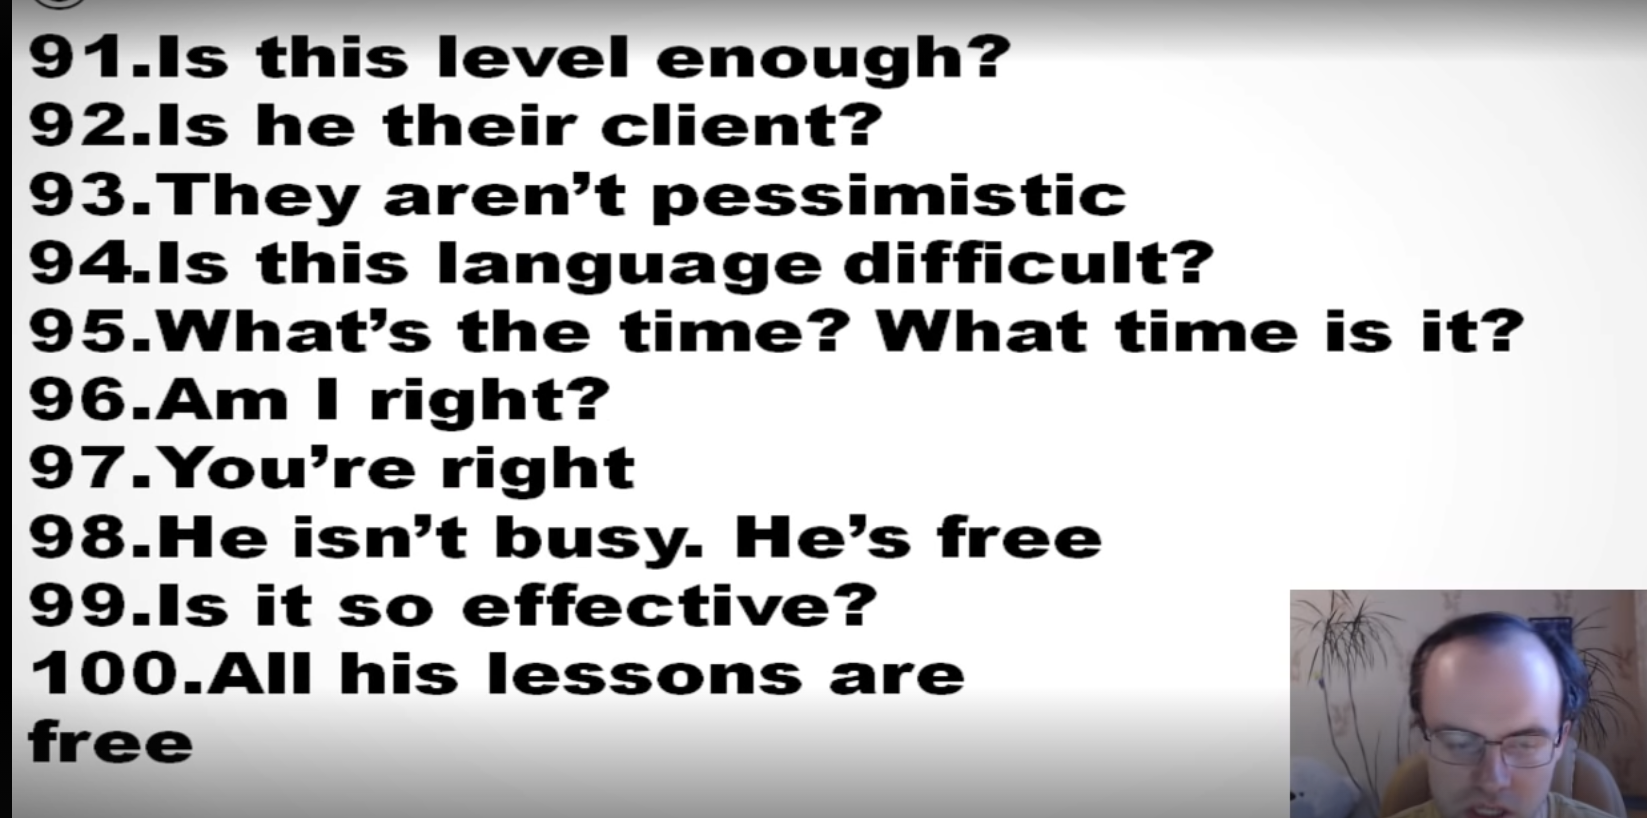 91.Is this level enough?
92.Is he their client?
93.They aren’t pessimistic
94.Is this language difficult?
95.What’s the time? What time is it?
96.Am I right?
97.You’re right
98.He isn’t busy. He’s free
99.Is it so effective?
100.All his lessons are
free